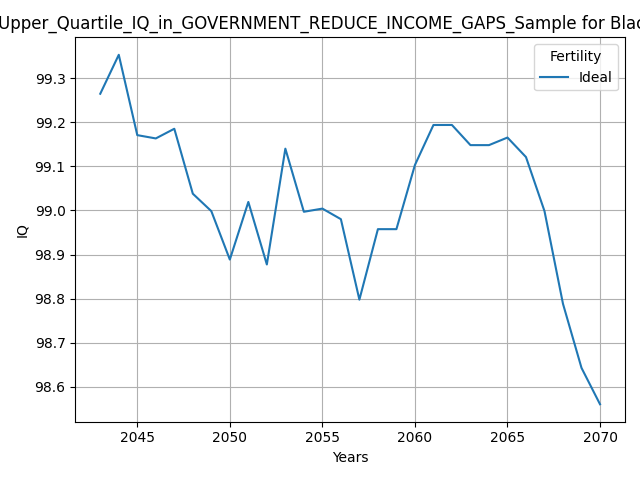 Upper_Quartile_IQ_in_GOVERNMENT_REDUCE_INCOME_GAPS_Sample for Blac
Fertility
Ideal
99.3
99.2
99.1
99.0
98.9
98.8
98.7
98.6
IQ
2045 2050 2055 2060 2065 2070
Years